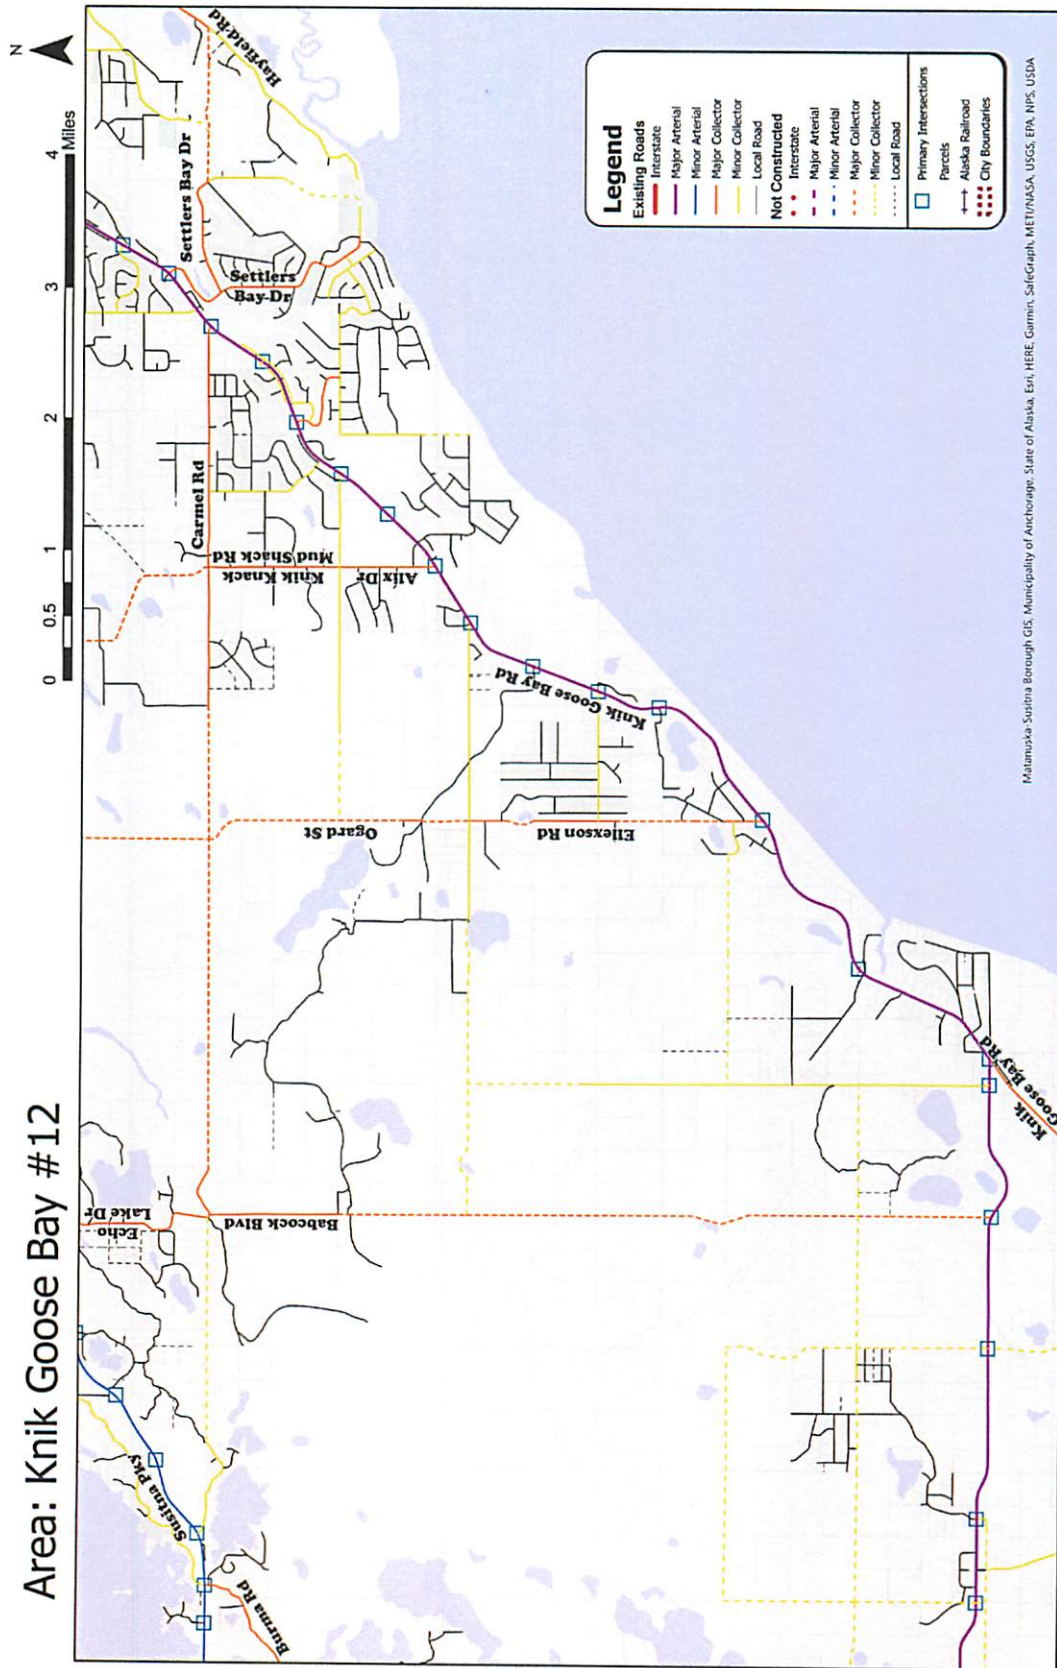 Area: Knik Goose Bay #12
N
0 0.5 1 2 3 4
Miles
Hayfield Rd
Settlers Bay Dr
Settlers
Bay Dr
Carmel Rd
Mud Shack Rd
Knik Knack
Alix Dr
Knik Goose Bay Rd
Ogard St
Ellexson Rd
Echo
Lake Dr
Babcock Blvd
Susitna Pky
Burma Rd
Knik
Goose Bay Rd
Legend
Existing Roads
Interstate
Major Arterial
Minor Arterial
Major Collector
Minor Collector
Local Road
Not Constructed
Interstate
Major Arterial
Minor Arterial
Major Collector
Minor Collector
Local Road
Primary Intersections
Parcels
Alaska Railroad
City Boundaries
Matanuska-Susitna Borough GIS, Municipality of Anchorage, State of Alaska, Esri, HERE, Garmin, SafeGraph, METI/NASA, USGS, EPA, NPS, USDA